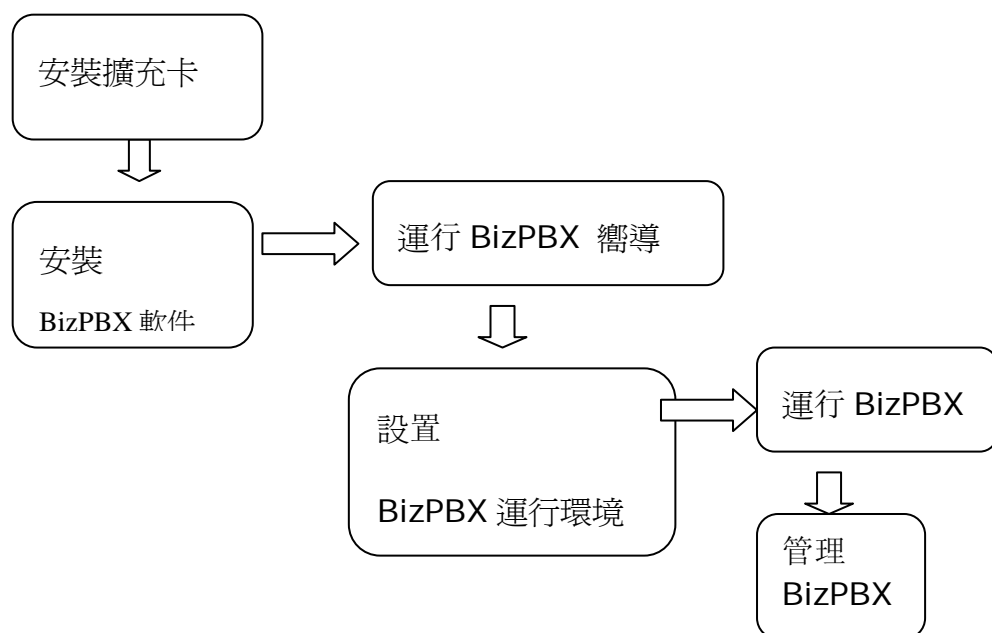 安裝擴充卡
安裝
BizPBX 軟件
運行 BizPBX 嚮導
設置
BizPBX 運行環境
運行 BizPBX
管理
BizPBX